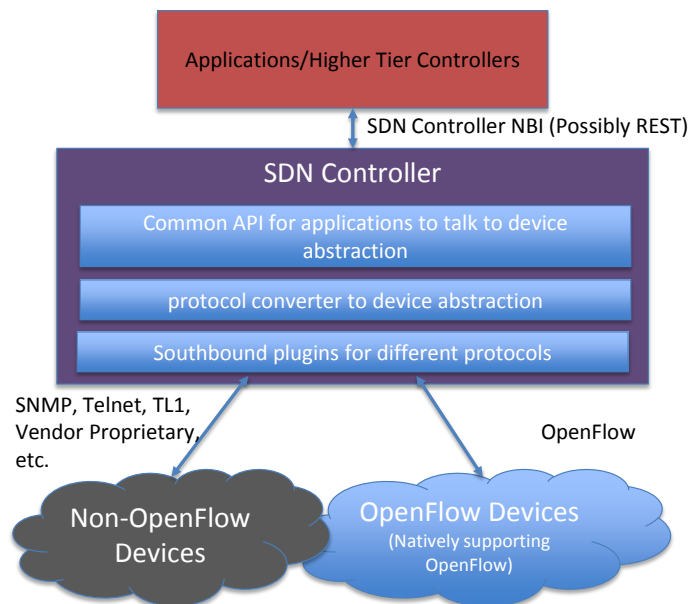 Applications/Higher Tier Controllers
SDN Controller NBI (Possibly REST)
SDN Controller
Common API for applications to talk to device
abstraction
protocol converter to device abstraction
Southbound plugins for different protocols
SNMP, Telnet, TL1,
Vendor Proprietary,
etc.
OpenFlow
Non-OpenFlow
Devices
OpenFlow Devices
(Natively supporting
OpenFlow)